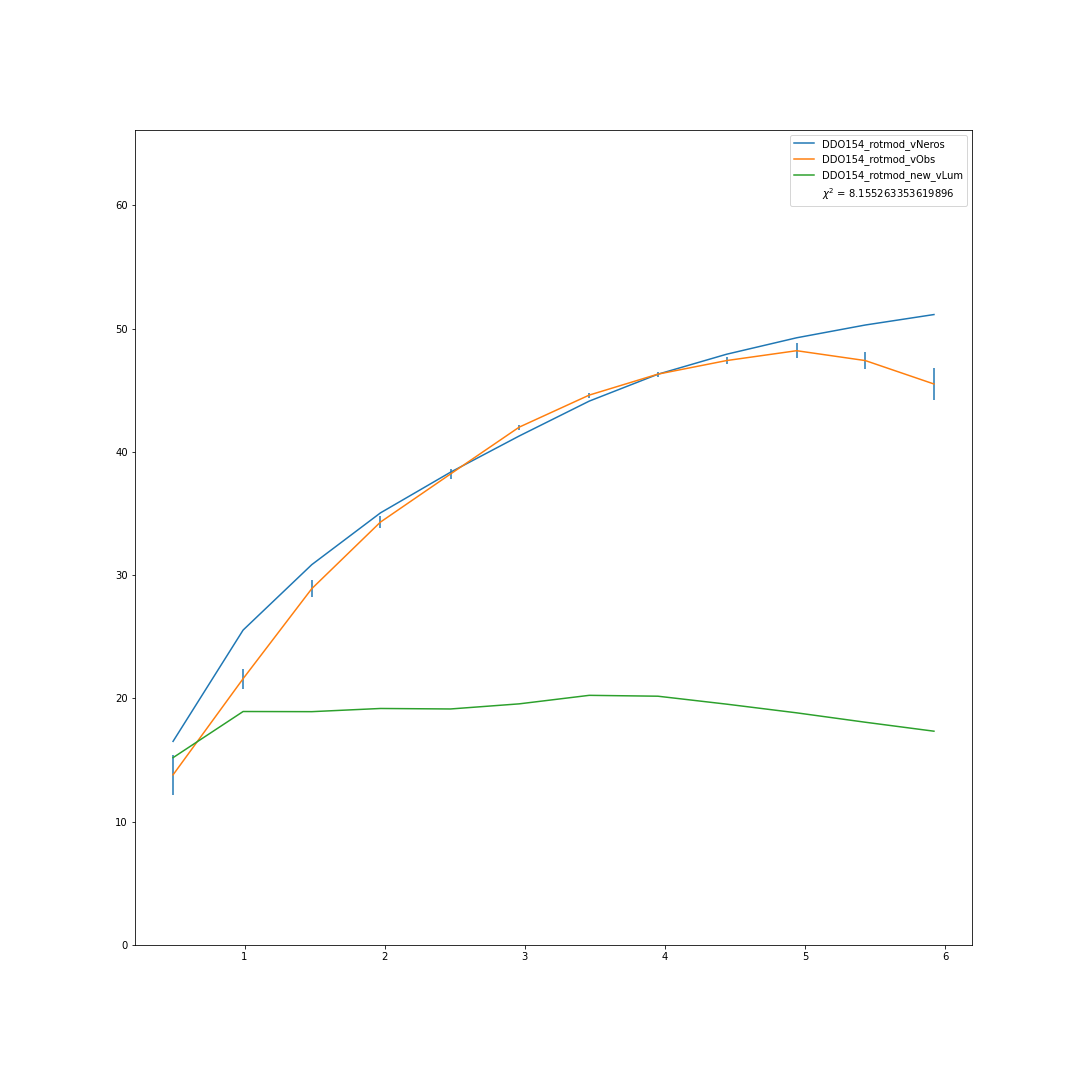 DDO154_rotmod_vNeros
DDO154_rotmod_vObs
DDO154_rotmod_new_vLum
χ² = 8.155263353619896
60
50
40
30
20
10
0
1 2 3 4 5 6